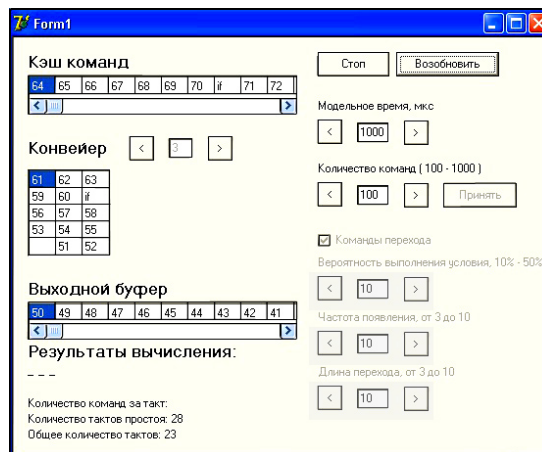 Form1
Кэш команд
64 65 66 67 68 69 70 if 71 72
Конвейер < 3 >
61 62 63
59 60 if
56 57 58
53 54 55
51 52
Выходной буфер
50 49 48 47 46 45 44 43 42 41
Результаты вычисления:
– – –
Количество команд за такт:
Количество тактов простоя: 28
Общее количество тактов: 23
Стоп Возобновить
Модельное время, мкс
< 1000 >
Количество команд ( 100 - 1000 )
< 100 > Принять
Команды перехода
Вероятность выполнения условия, 10% - 50%
< 10 >
Частота появления, от 3 до 10
< 10 >
Длина перехода, от 3 до 10
< 10 >